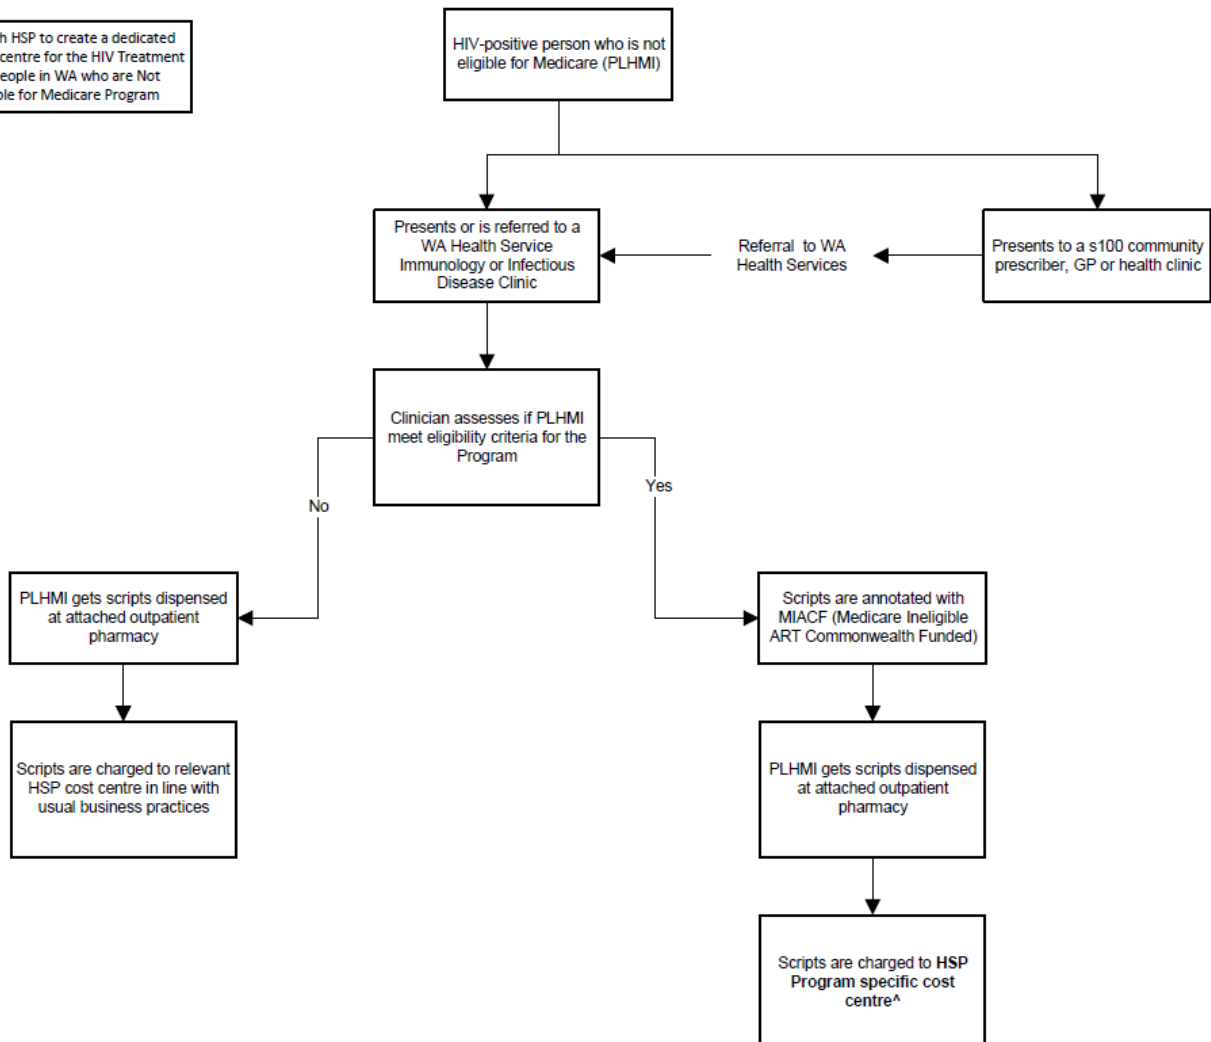 HSP to create a dedicated
centre for the HIV Treatment
in WA who are Not
for Medicare Program
HIV-positive person who is not
eligible for Medicare (PLHMI)
Presents or is referred to a
WA Health Service
Immunology or Infectious
Disease Clinic
Referral to WA
Health Services
Presents to a s100 community
prescriber, GP or health clinic
Clinician assesses if PLHMI
meet eligibility criteria for the
Program
No
Yes
PLHMI gets scripts dispensed
at attached outpatient
pharmacy
Scripts are annotated with
MIACF (Medicare Ineligible
ART Commonwealth Funded)
Scripts are charged to relevant
HSP cost centre in line with
usual business practices
PLHMI gets scripts dispensed
at attached outpatient
pharmacy
Scripts are charged to HSP
Program specific cost
centre^